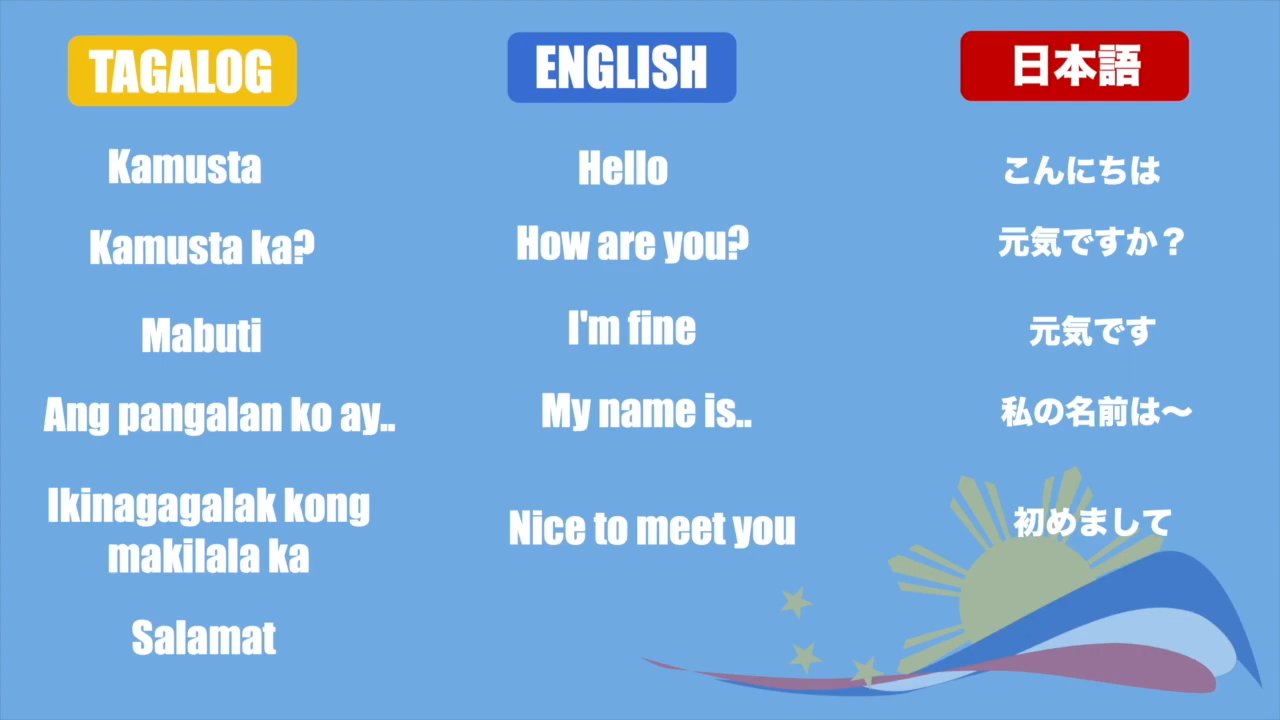 TAGALOG ENGLISH 日本語
Kamusta Hello こんにちは
Kamusta ka? How are you? 元気ですか？
Mabuti I'm fine 元気です
Ang pangalan ko ay.. My name is.. 私の名前は〜
Ikinagagalak kong
makilala ka Nice to meet you 初めまして
Salamat